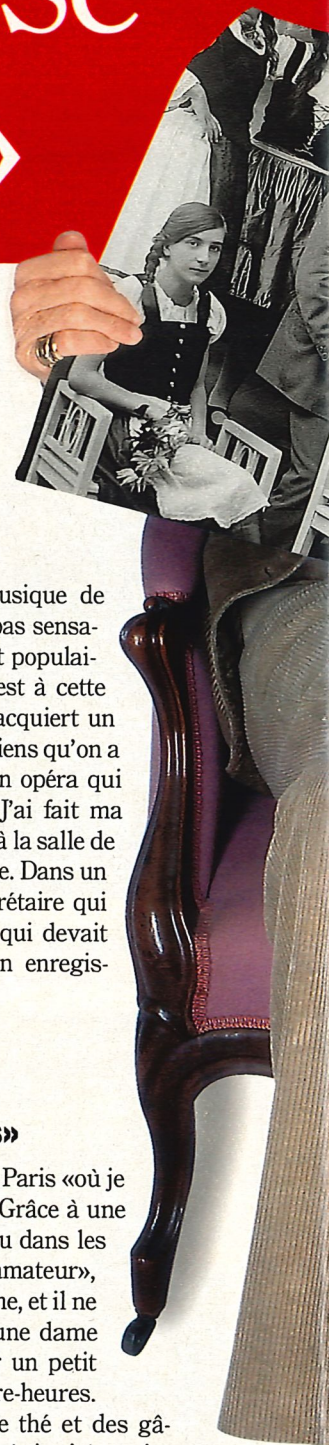 SC
»
usique de
pas sensa-
t populai-
est à cette
acquiert un
iens qu'on a
n opéra qui
J'ai fait ma
à la salle de
e. Dans un
rétaire qui
qui devait
n enregis-
s»
Paris «où je
Grâce à une
u dans les
mateur»,
ne, et il ne
une dame
r un petit
re-heures.
e thé et des gâ-